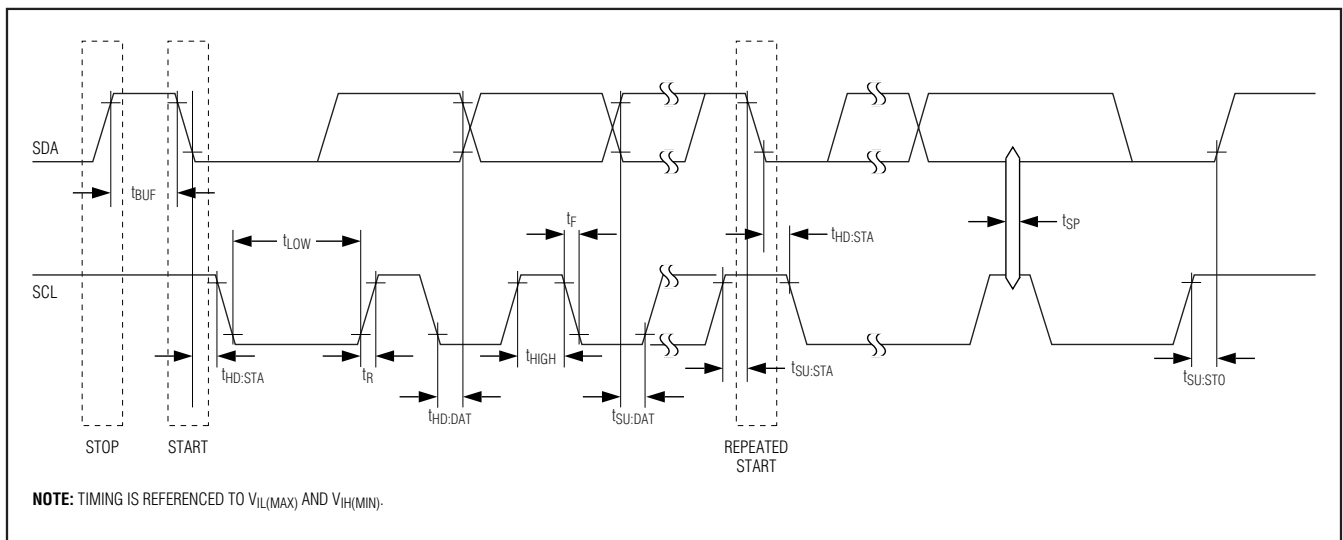 SDA
tBUF
tLOW
tF
tHD:STA
tSP
SCL
tHD:STA
tR
tHD:DAT
tHIGH
tSU:DAT
tSU:STA
tSU:STO
STOP
START
REPEATED
START
NOTE: TIMING IS REFERENCED TO VIL(MAX) AND VIH(MIN).